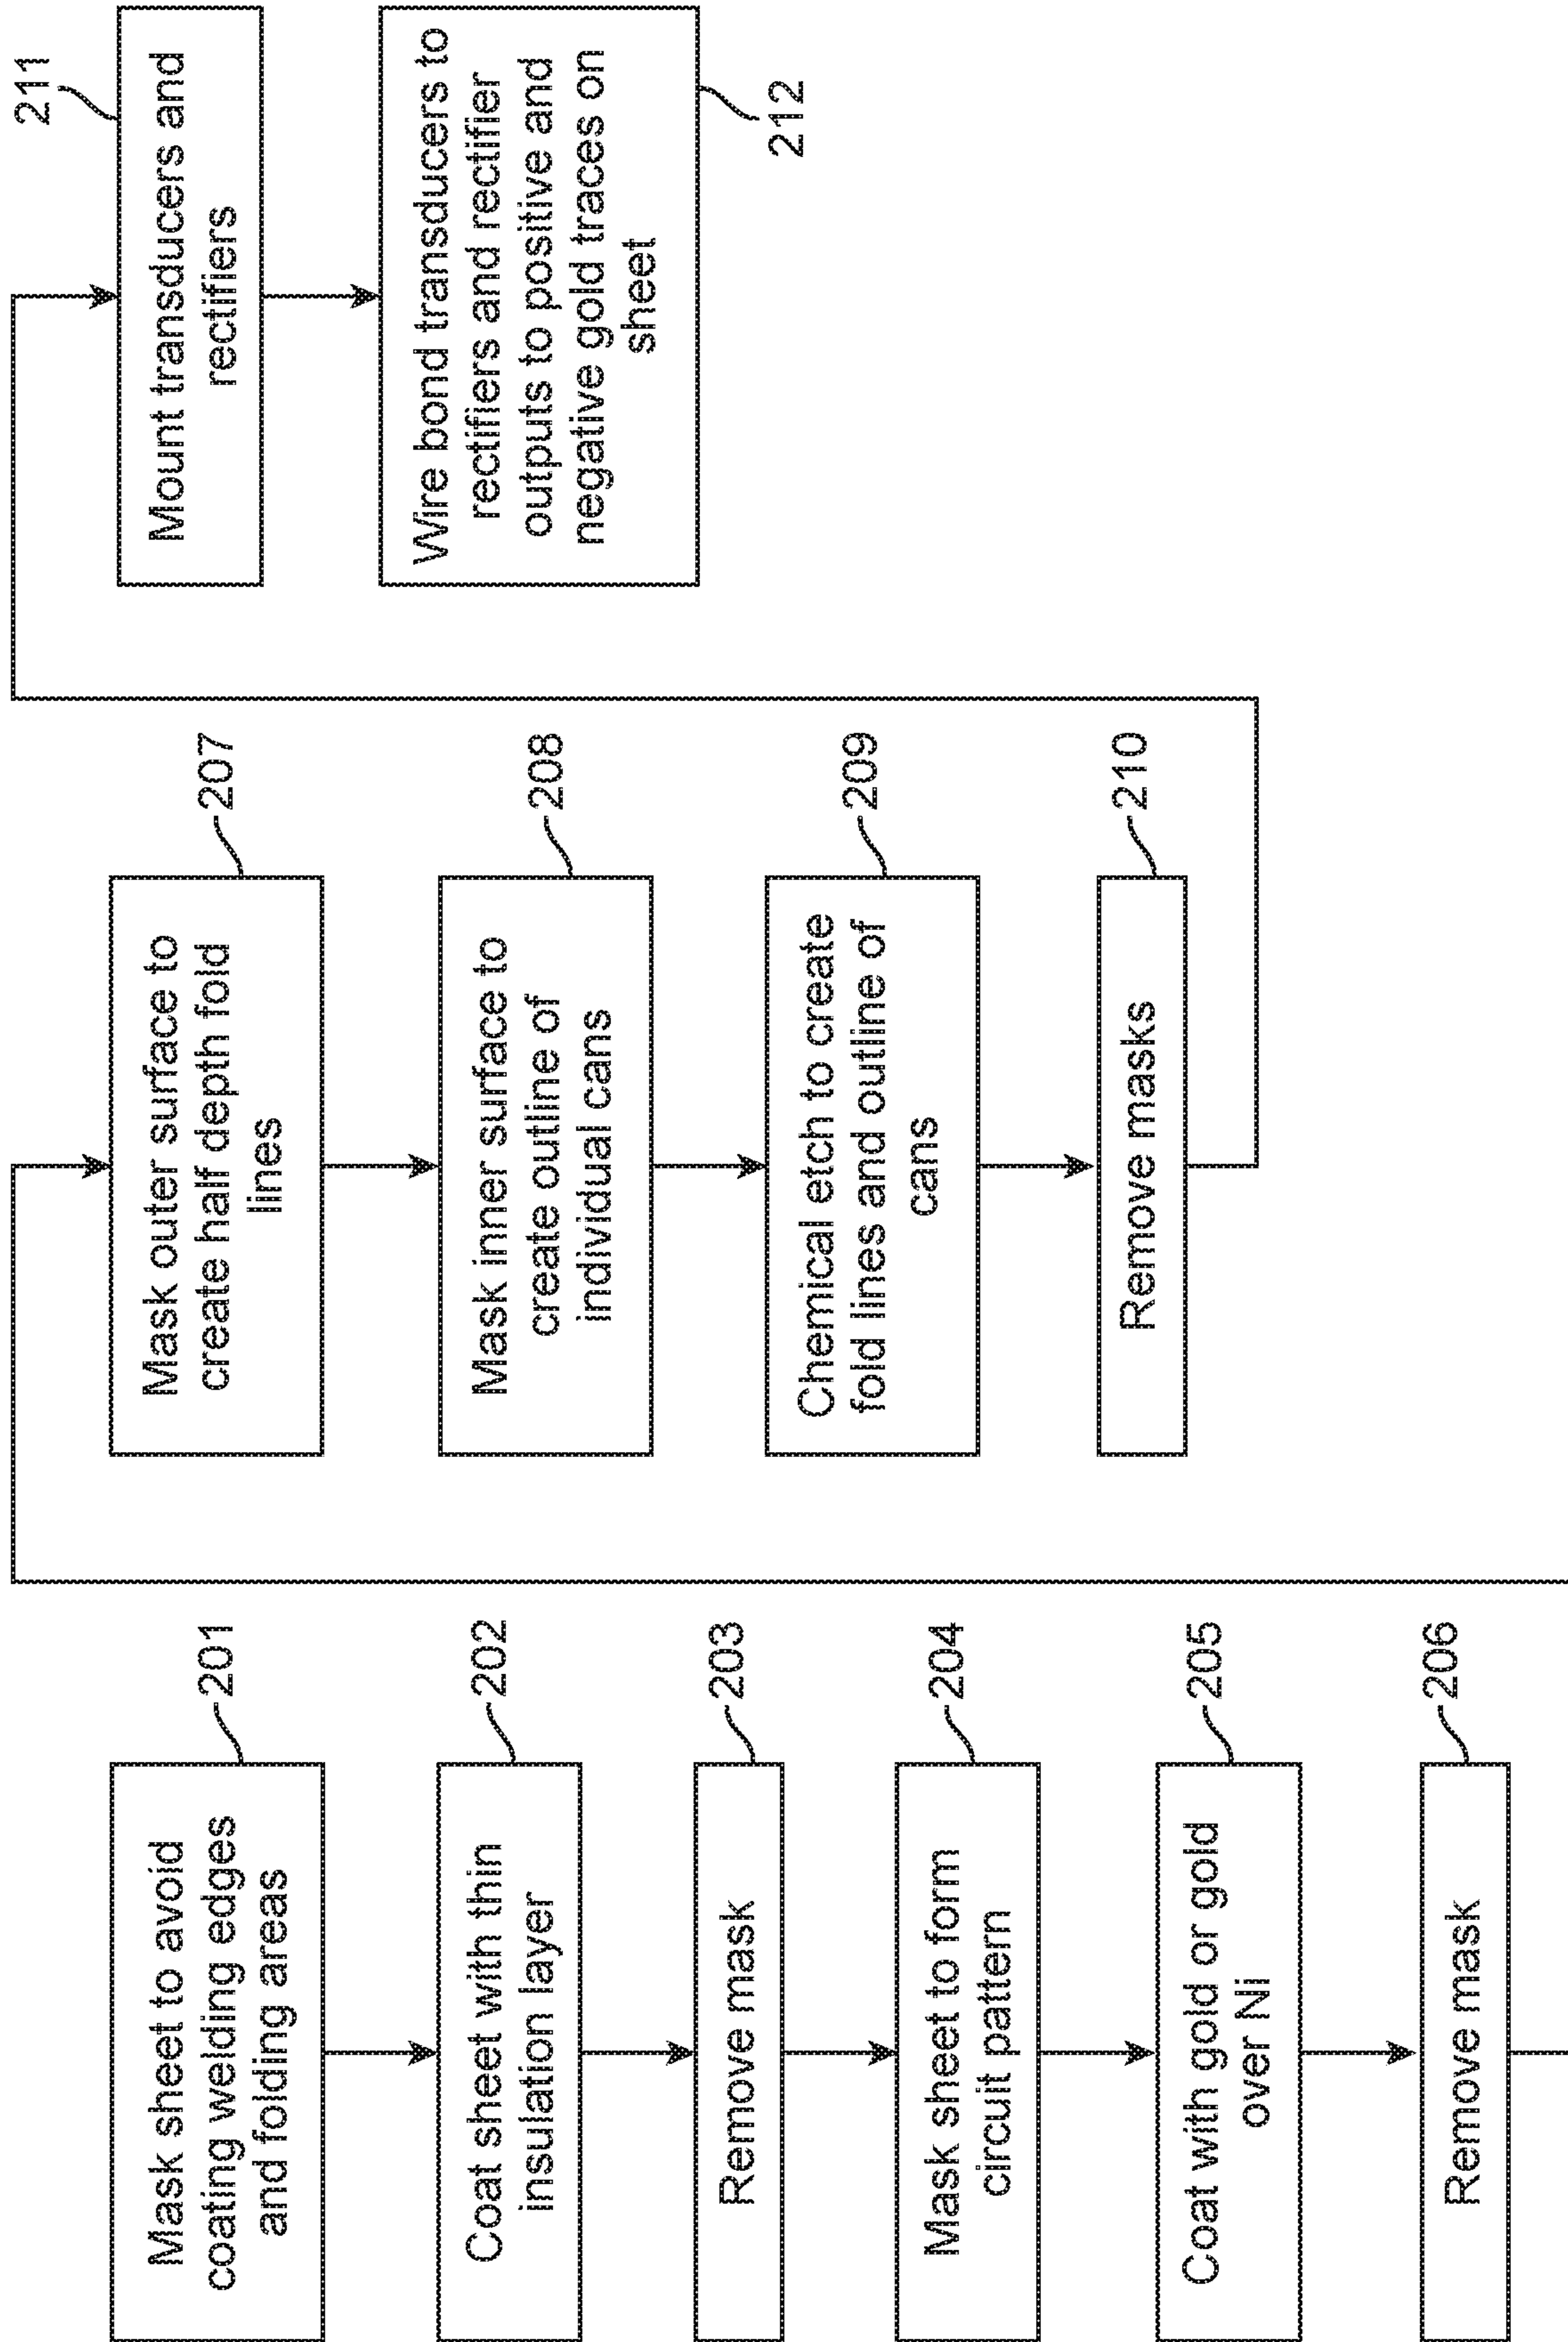 Mask sheet to avoid
coating welding edges
and folding areas
201
Coat sheet with thin
insulation layer
202
Remove mask
203
Mask sheet to form
circuit pattern
204
Coat with gold or gold
over Ni
205
Remove mask
206
Mask outer surface to
create half depth fold
lines
207
Mask inner surface to
create outline of
individual cans
208
Chemical etch to create
fold lines and outline of
cans
209
Remove masks
210
Mount transducers and
rectifiers
211
Wire bond transducers to
rectifiers and rectifier
outputs to positive and
negative gold traces on
sheet
212